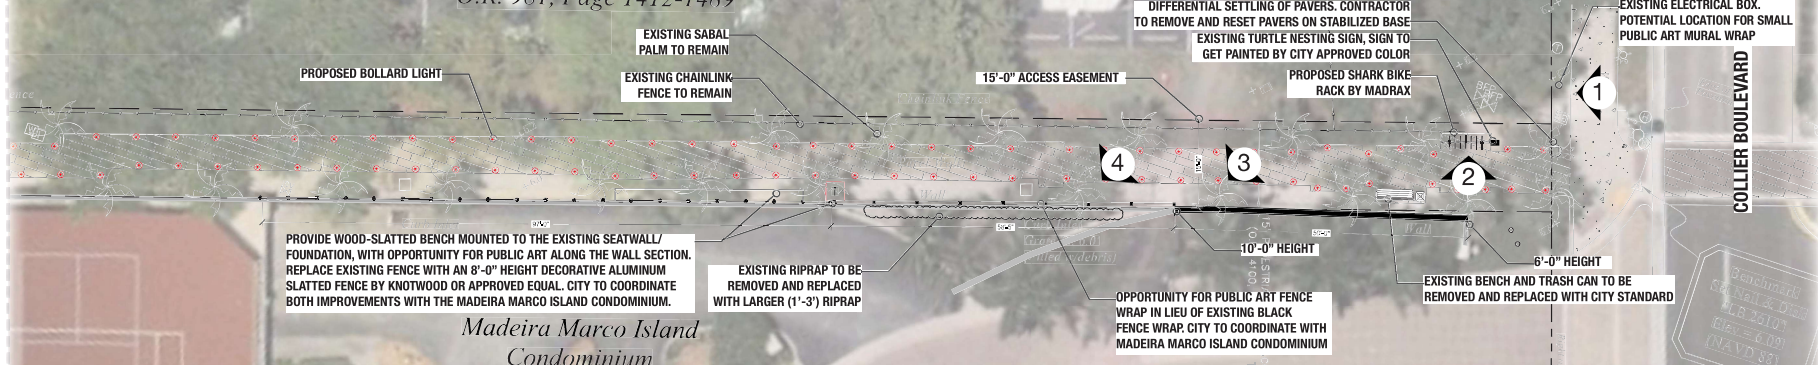 O.R. 981, Page 1412-1489
DIFFERENTIAL SETTLING OF PAVERS. CONTRACTOR
TO REMOVE AND RESET PAVERS ON STABILIZED BASE
EXISTING TURTLE NESTING SIGN, SIGN TO
GET PAINTED BY CITY APPROVED COLOR
PROPOSED SHARK BIKE
RACK BY MADRAX
EXISTING ELECTRICAL BOX.
POTENTIAL LOCATION FOR SMALL
PUBLIC ART MURAL WRAP
EXISTING SABAL
PALM TO REMAIN
PROPOSED BOLLARD LIGHT
EXISTING CHAINLINK
FENCE TO REMAIN
15'-0" ACCESS EASEMENT
COLLIER BOULEVARD
1
4
3
2
Wall
Wall
10'-0" HEIGHT
6'-0" HEIGHT
PROVIDE WOOD-SLATTED BENCH MOUNTED TO THE EXISTING SEATWALL/
FOUNDATION, WITH OPPORTUNITY FOR PUBLIC ART ALONG THE WALL SECTION.
REPLACE EXISTING FENCE WITH AN 8'-0" HEIGHT DECORATIVE ALUMINUM
SLATTED FENCE BY KNOTWOOD OR APPROVED EQUAL. CITY TO COORDINATE
BOTH IMPROVEMENTS WITH THE MADEIRA MARCO ISLAND CONDOMINIUM.
EXISTING RIPRAP TO BE
REMOVED AND REPLACED
WITH LARGER (1'-3') RIPRAP
OPPORTUNITY FOR PUBLIC ART FENCE
WRAP IN LIEU OF EXISTING BLACK
FENCE WRAP. CITY TO COORDINATE WITH
MADEIRA MARCO ISLAND CONDOMINIUM
EXISTING BENCH AND TRASH CAN TO BE
REMOVED AND REPLACED WITH CITY STANDARD
Madeira Marco Island
Condominium
Benchmark
(NAVD 88)